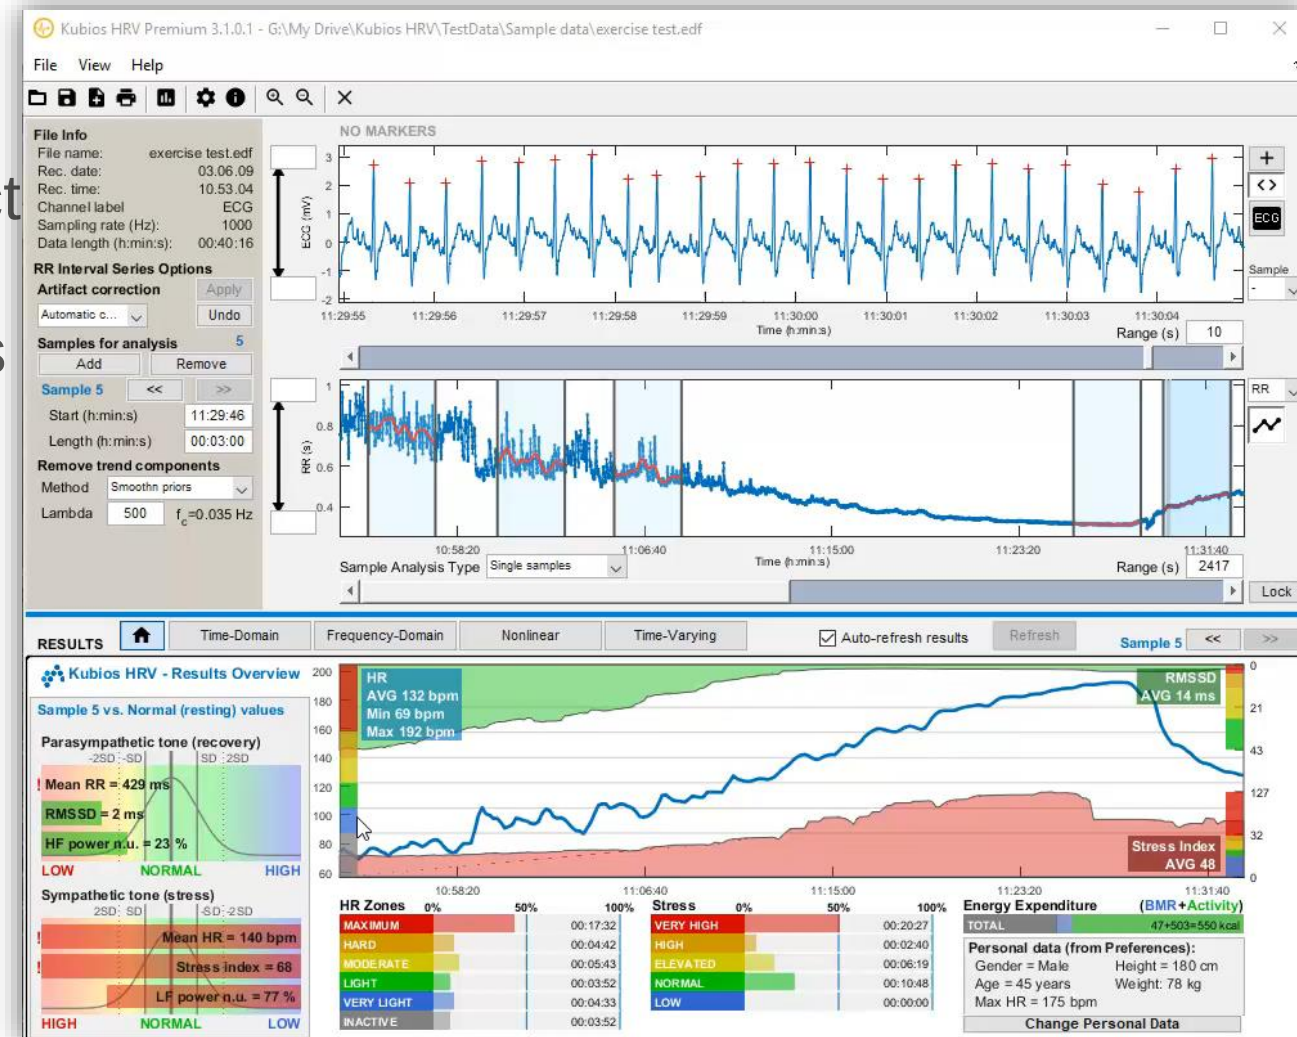 Kubios HRV Premium 3.1.0.1 - G:\My Drive\Kubios HRV\TestData\Sample data\exercise test.edf
File View Help
File Info
File name: exercise test.edf
Rec. date: 03.06.09
Rec. time: 10.53.04
Channel label ECG
Sampling rate (Hz): 1000
Data length (h:min:s): 00:40:16
RR Interval Series Options
Artifact correction Apply
Automatic c... Undo
Samples for analysis 5
Add Remove
Sample 5 << >>
Start (h:min:s) 11:29:46
Length (h:min:s) 00:03:00
Remove trend components
Method Smoothn priors
Lambda 500 fc=0.035 Hz
ct
s
NO MARKERS
ECG (mV)
3
2
1
0
-1
-2
11:29:55 11:29:56 11:29:57 11:29:58 11:29:59 11:30:00 11:30:01 11:30:02 11:30:03 11:30:04
Time (h:min:s)
Range (s) 10
+
<>
ECG
Sample
-
RR (s)
1
0.8
0.6
0.4
10:58:20 11:06:40 11:15:00 11:23:20 11:31:40
Time (h:min:s)
RR
Sample Analysis Type Single samples
Range (s) 2417
Lock
RESULTS Time-Domain Frequency-Domain Nonlinear Time-Varying Auto-refresh results Refresh Sample 5 << >>
Kubios HRV - Results Overview
Sample 5 vs. Normal (resting) values
Parasympathetic tone (recovery)
-2SD -SD SD 2SD
! Mean RR = 429 ms
RMSSD = 2 ms
HF power n.u. = 23 %
LOW NORMAL HIGH
Sympathetic tone (stress)
2SD SD -SD -2SD
! Mean HR = 140 bpm
! Stress index = 68
LF power n.u. = 77 %
HIGH NORMAL LOW
200
180
160
140
120
100
80
60
HR
AVG 132 bpm
Min 69 bpm
Max 192 bpm
RMSSD
AVG 14 ms
Stress Index
AVG 48
0
21
43
127
32
0
10:58:20 11:06:40 11:15:00 11:23:20 11:31:40
HR Zones 0% 50% 100%
MAXIMUM 00:17:32
HARD 00:04:42
MODERATE 00:05:43
LIGHT 00:03:52
VERY LIGHT 00:04:33
INACTIVE 00:03:52
Stress 0% 50% 100%
VERY HIGH 00:20:27
HIGH 00:02:40
ELEVATED 00:06:19
NORMAL 00:10:48
LOW 00:00:00
Energy Expenditure (BMR+Activity)
TOTAL 47+503=550 kcal
Personal data (from Preferences):
Gender = Male Height = 180 cm
Age = 45 years Weight: 78 kg
Max HR = 175 bpm
Change Personal Data